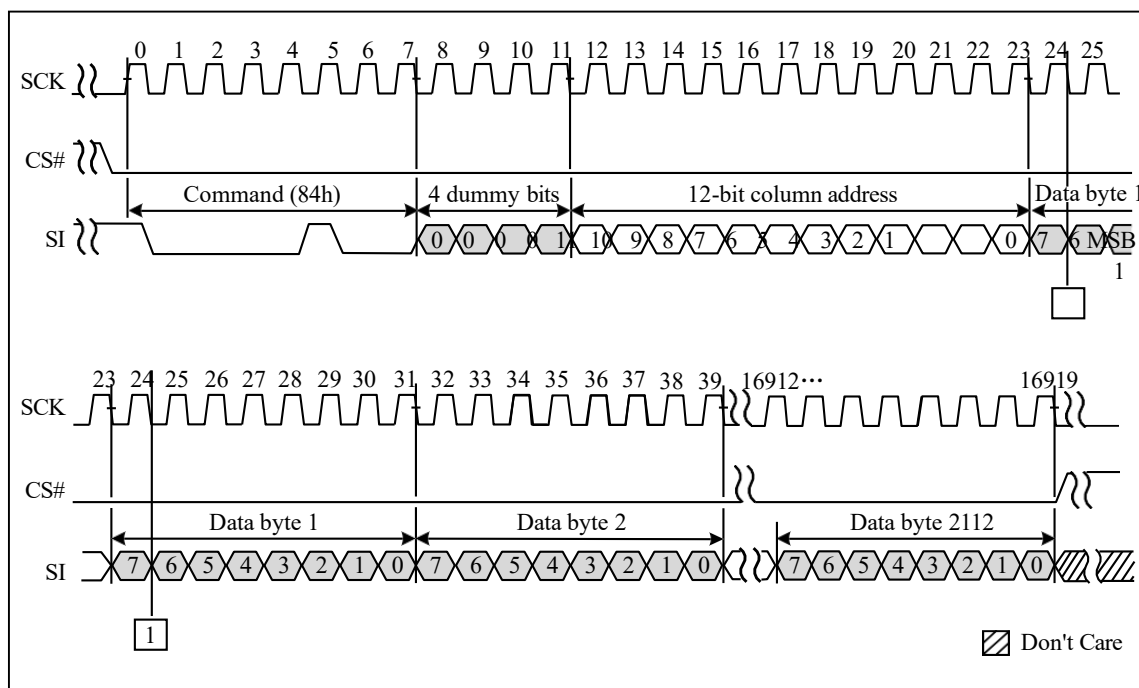 0 1 2 3 4 5 6 7 8 9 10 11 12 13 14 15 16 17 18 19 20 21 22 23 24 25
SCK
CS#
Command (84h) 4 dummy bits 12-bit column address Data byte 1
SI 0 0 0 0 1 1 10 9 8 7 6 5 4 3 2 1 0 7 6 MSB
1
23 24 25 26 27 28 29 30 31 32 33 34 35 36 37 38 39 16912… 16919
SCK
CS#
Data byte 1 Data byte 2 Data byte 2112
SI 7 6 5 4 3 2 1 0 7 6 5 4 3 2 1 0 7 6 5 4 3 2 1 0
1
Don't Care